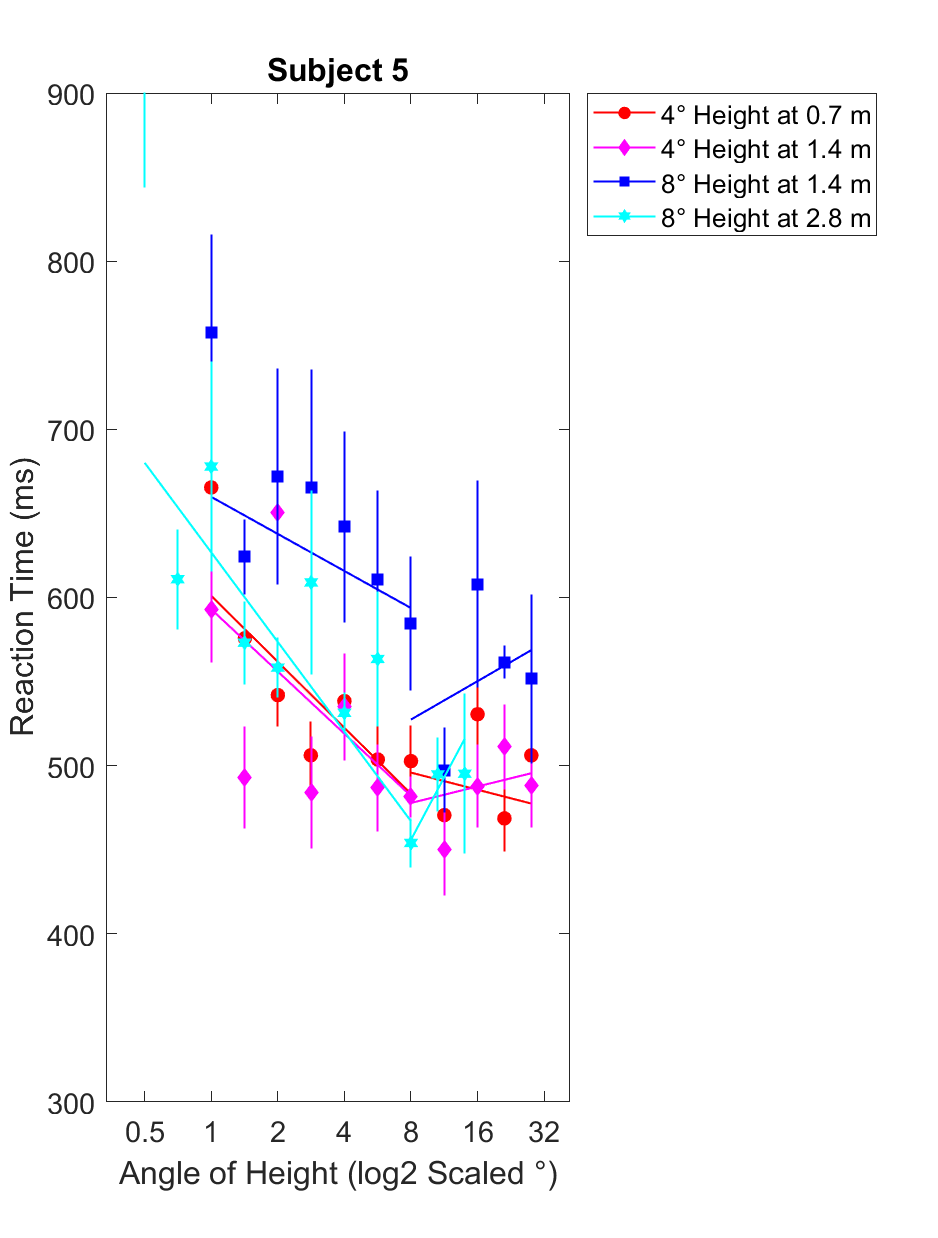 Subject 5
4° Height at 0.7 m
4° Height at 1.4 m
8° Height at 1.4 m
8° Height at 2.8 m
900
800
700
600
500
400
300
Reaction Time (ms)
0.5 1 2 4 8 16 32
Angle of Height (log2 Scaled °)